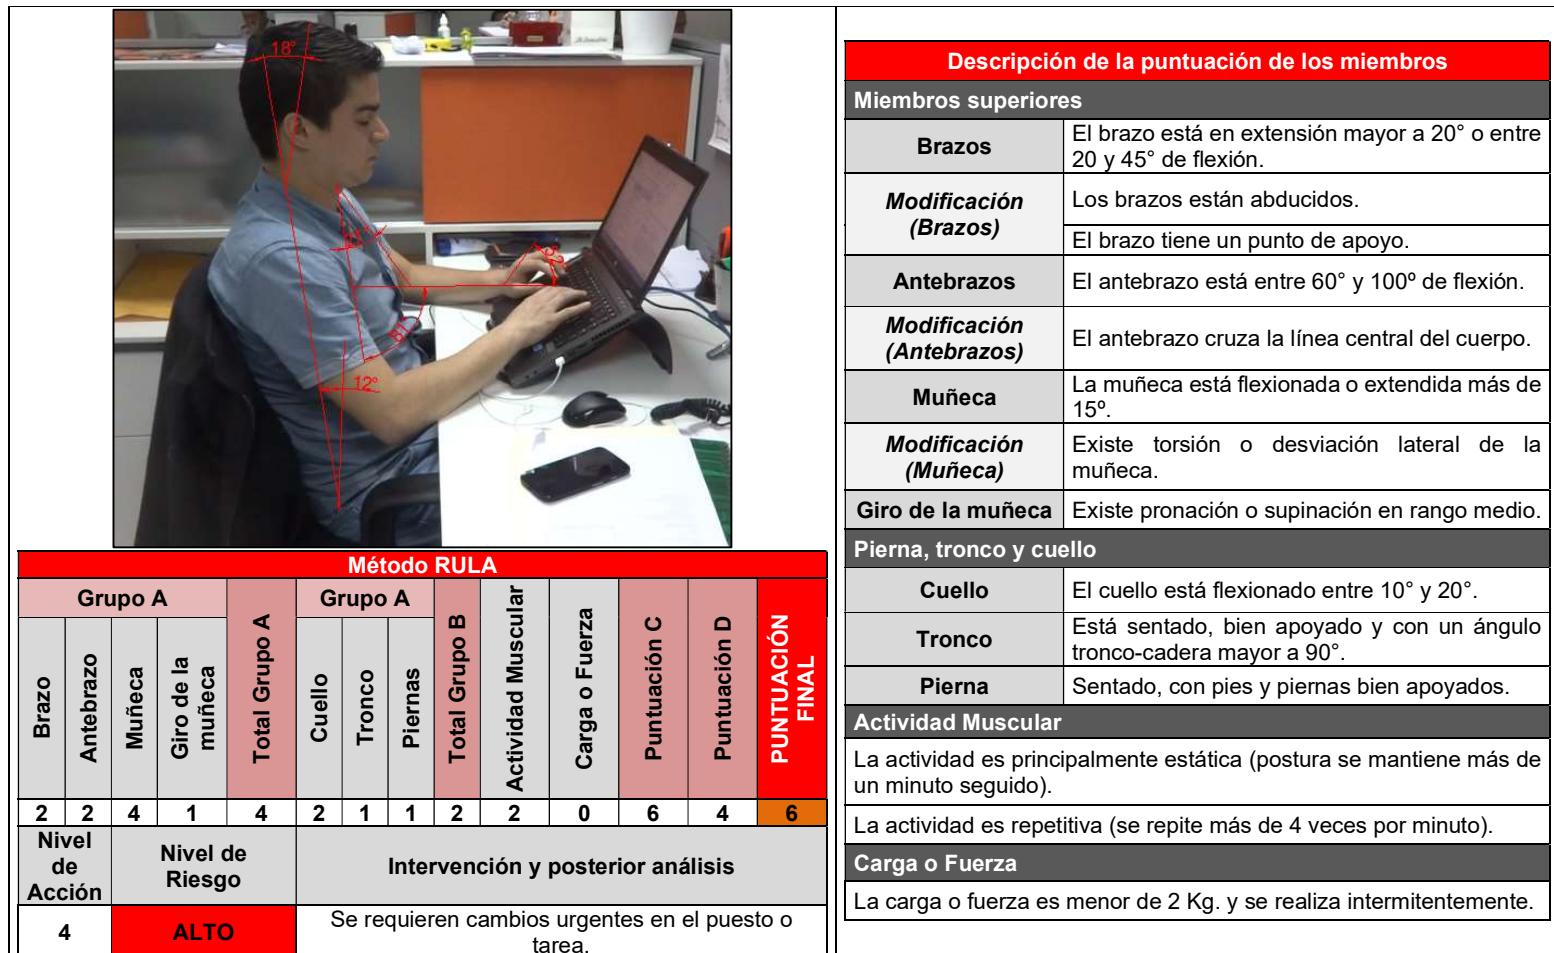 18°
31°
152°
81°
12°
Método RULA
Grupo A
Grupo A
Brazo
Antebrazo
Muñeca
Giro de la
muñeca
Total Grupo A
Cuello
Tronco
Piernas
Total Grupo B
Actividad Muscular
Carga o Fuerza
Puntuación C
Puntuación D
PUNTUACIÓN
FINAL
2 2 4 1 4 2 1 1 2 2 0 6 4 6
Nivel
de
Acción
Nivel de
Riesgo
Intervención y posterior análisis
4
ALTO
Se requieren cambios urgentes en el puesto o
tarea.
Descripción de la puntuación de los miembros
Miembros superiores
Brazos
El brazo está en extensión mayor a 20° o entre
20 y 45° de flexión.
Modificación
(Brazos)
Los brazos están abducidos.
El brazo tiene un punto de apoyo.
Antebrazos
El antebrazo está entre 60° y 100º de flexión.
Modificación
(Antebrazos)
El antebrazo cruza la línea central del cuerpo.
Muñeca
La muñeca está flexionada o extendida más de
15º.
Modificación
(Muñeca)
Existe torsión o desviación lateral de la
muñeca.
Giro de la muñeca
Existe pronación o supinación en rango medio.
Pierna, tronco y cuello
Cuello
El cuello está flexionado entre 10° y 20°.
Tronco
Está sentado, bien apoyado y con un ángulo
tronco-cadera mayor a 90°.
Pierna
Sentado, con pies y piernas bien apoyados.
Actividad Muscular
La actividad es principalmente estática (postura se mantiene más de
un minuto seguido).
La actividad es repetitiva (se repite más de 4 veces por minuto).
Carga o Fuerza
La carga o fuerza es menor de 2 Kg. y se realiza intermitentemente.